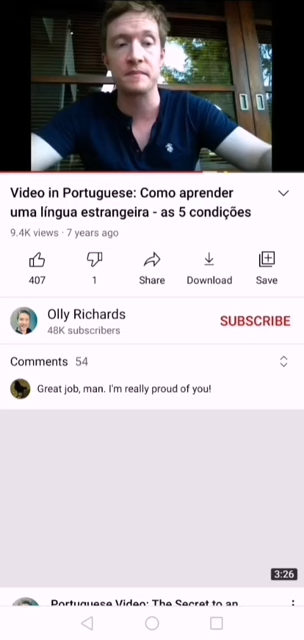 Video in Portuguese: Como aprender
uma língua estrangeira - as 5 condições
9.4K views · 7 years ago
407
1
Share
Download
Save
Olly Richards
48K subscribers
SUBSCRIBE
Comments 54
Great job, man. I'm really proud of you!
3:26
Portuguese Video: The Secret to an